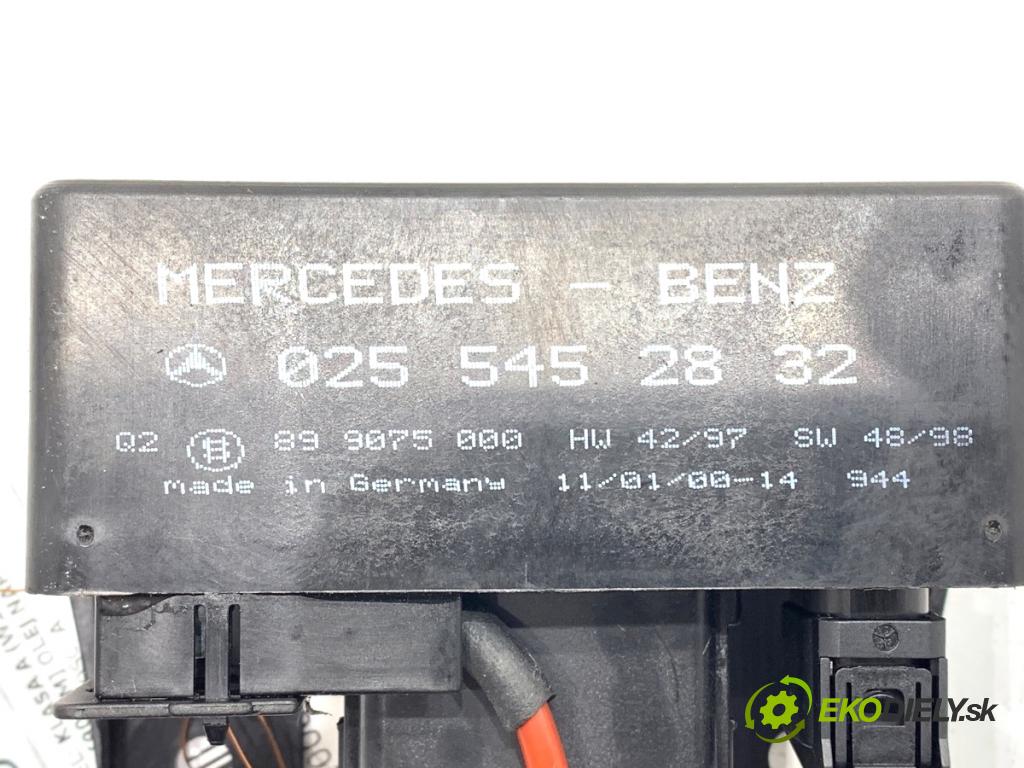 MERCEDES - BENZ
025 545 28 32
Q2 89 9075 000 HW 42/97 SW 48/98
made in Germany 11/01/00-14 944
EKODIELY.sk